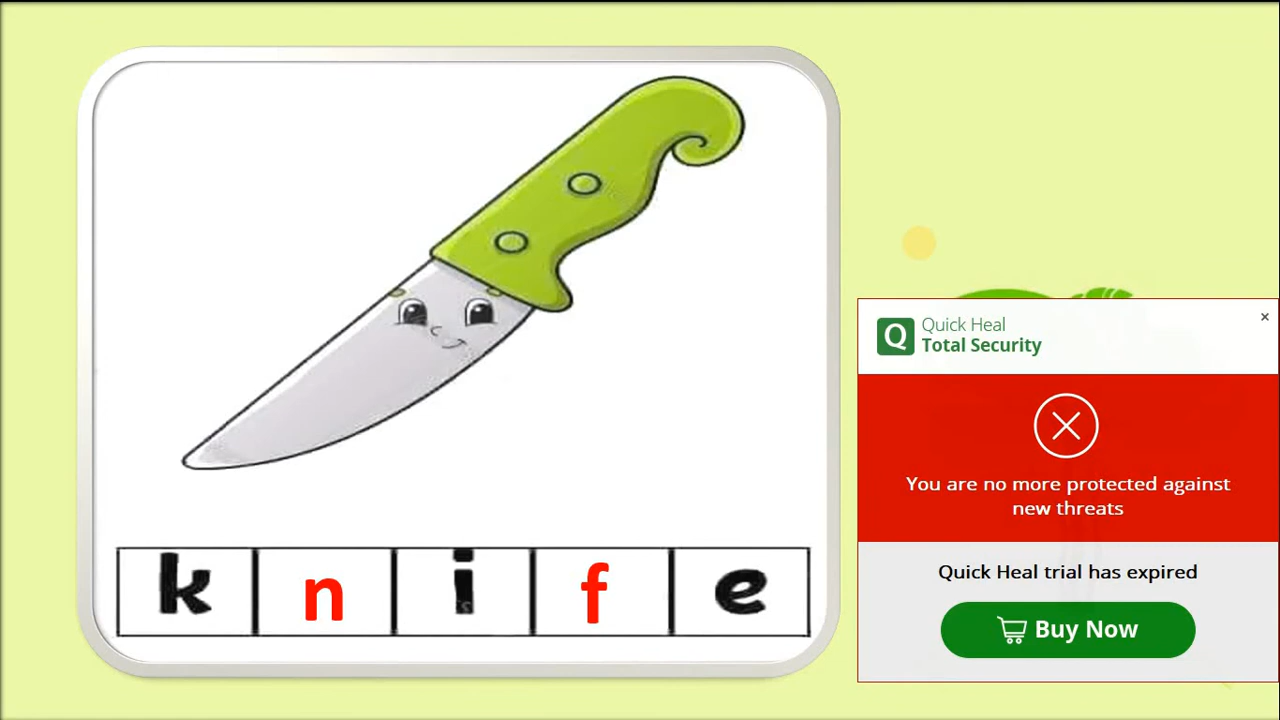 k n i f e
Q Quick Heal
Total Security
×
You are no more protected against
new threats
Quick Heal trial has expired
Buy Now